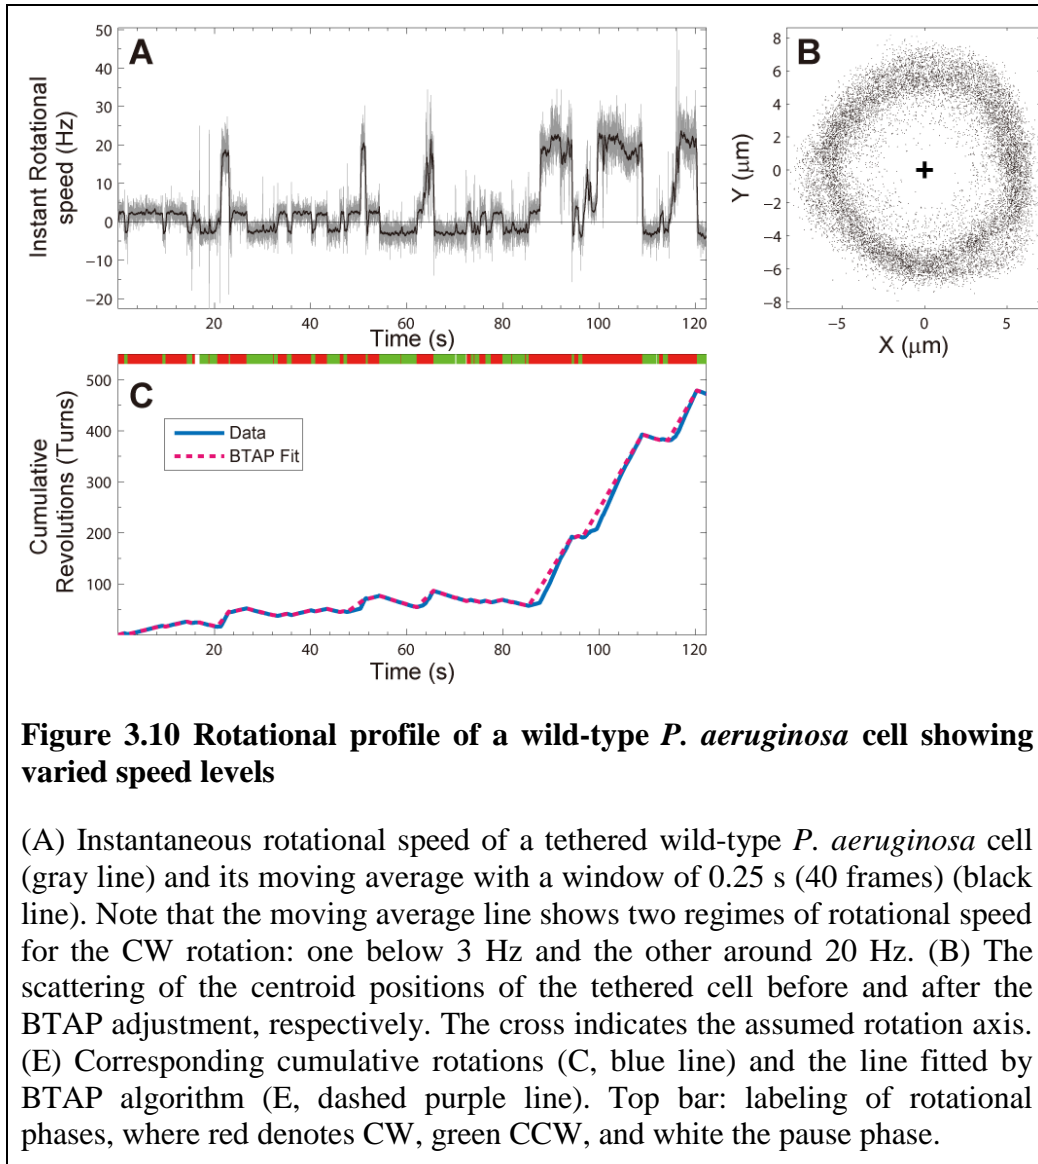 A
Instant Rotational
speed (Hz)
50
40
30
20
10
0
−10
−20
20 40 60 80 100 120
Time (s)
B
Y (μm)
8
6
4
2
0
−2
−4
−6
−8
−5 0 5
X (μm)
C
Data
BTAP Fit
Cumulative
Revolutions (Turns)
500
400
300
200
100
20 40 60 80 100 120
Time (s)
Figure 3.10 Rotational profile of a wild-type P. aeruginosa cell showing
varied speed levels
(A) Instantaneous rotational speed of a tethered wild-type P. aeruginosa cell
(gray line) and its moving average with a window of 0.25 s (40 frames) (black
line). Note that the moving average line shows two regimes of rotational speed
for the CW rotation: one below 3 Hz and the other around 20 Hz. (B) The
scattering of the centroid positions of the tethered cell before and after the
BTAP adjustment, respectively. The cross indicates the assumed rotation axis.
(E) Corresponding cumulative rotations (C, blue line) and the line fitted by
BTAP algorithm (E, dashed purple line). Top bar: labeling of rotational
phases, where red denotes CW, green CCW, and white the pause phase.